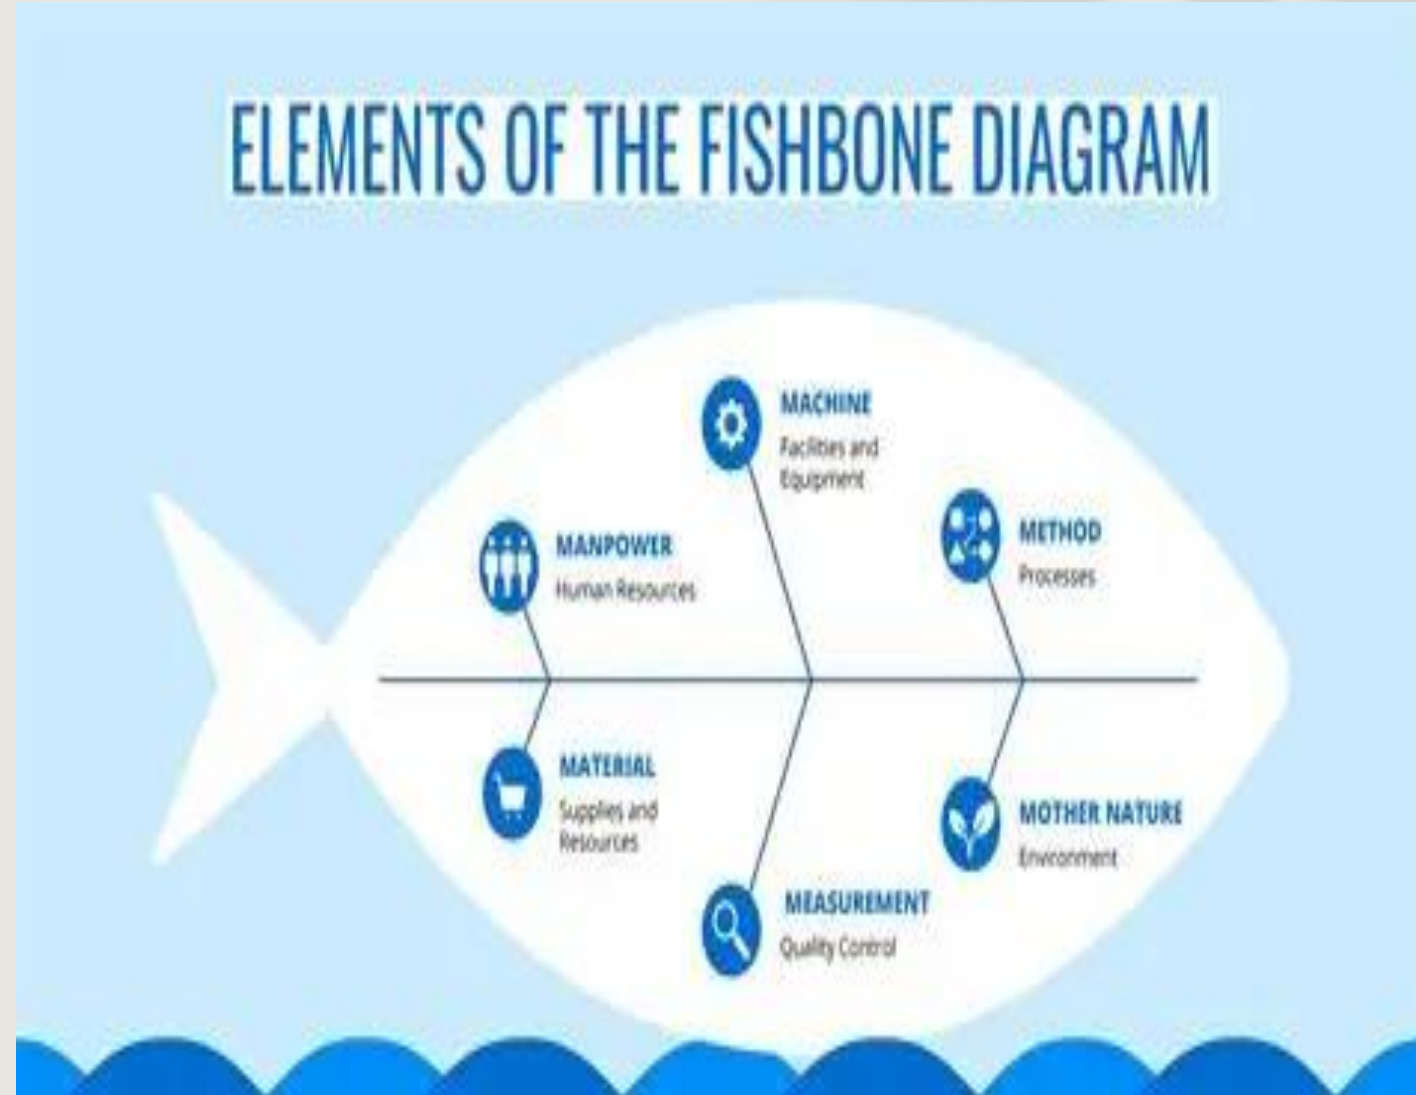 ELEMENTS OF THE FISHBONE DIAGRAM
MACHINE
Facilities and
Equipment
METHOD
Processes
MANPOWER
Human Resources
MATERIAL
Supplies and
Resources
MOTHER NATURE
Environment
MEASUREMENT
Quality Control